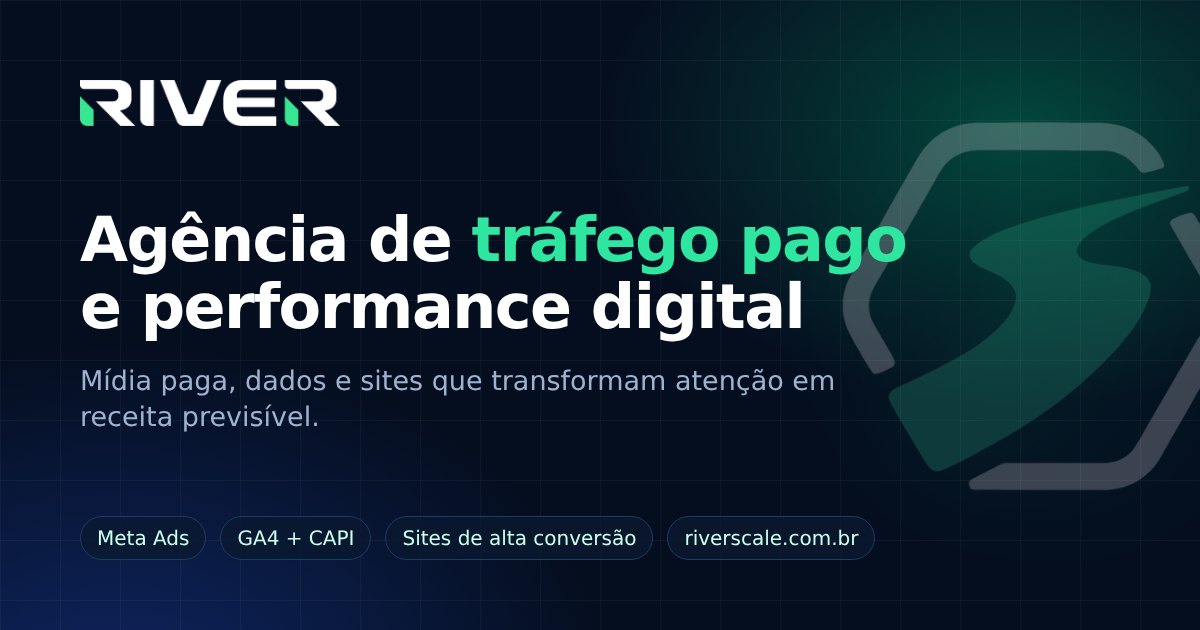 RIVER
Agência de tráfego pago
e performance digital
Mídia paga, dados e sites que transformam atenção em
receita previsível.
Meta Ads
GA4 + CAPI
Sites de alta conversão
riverscale.com.br